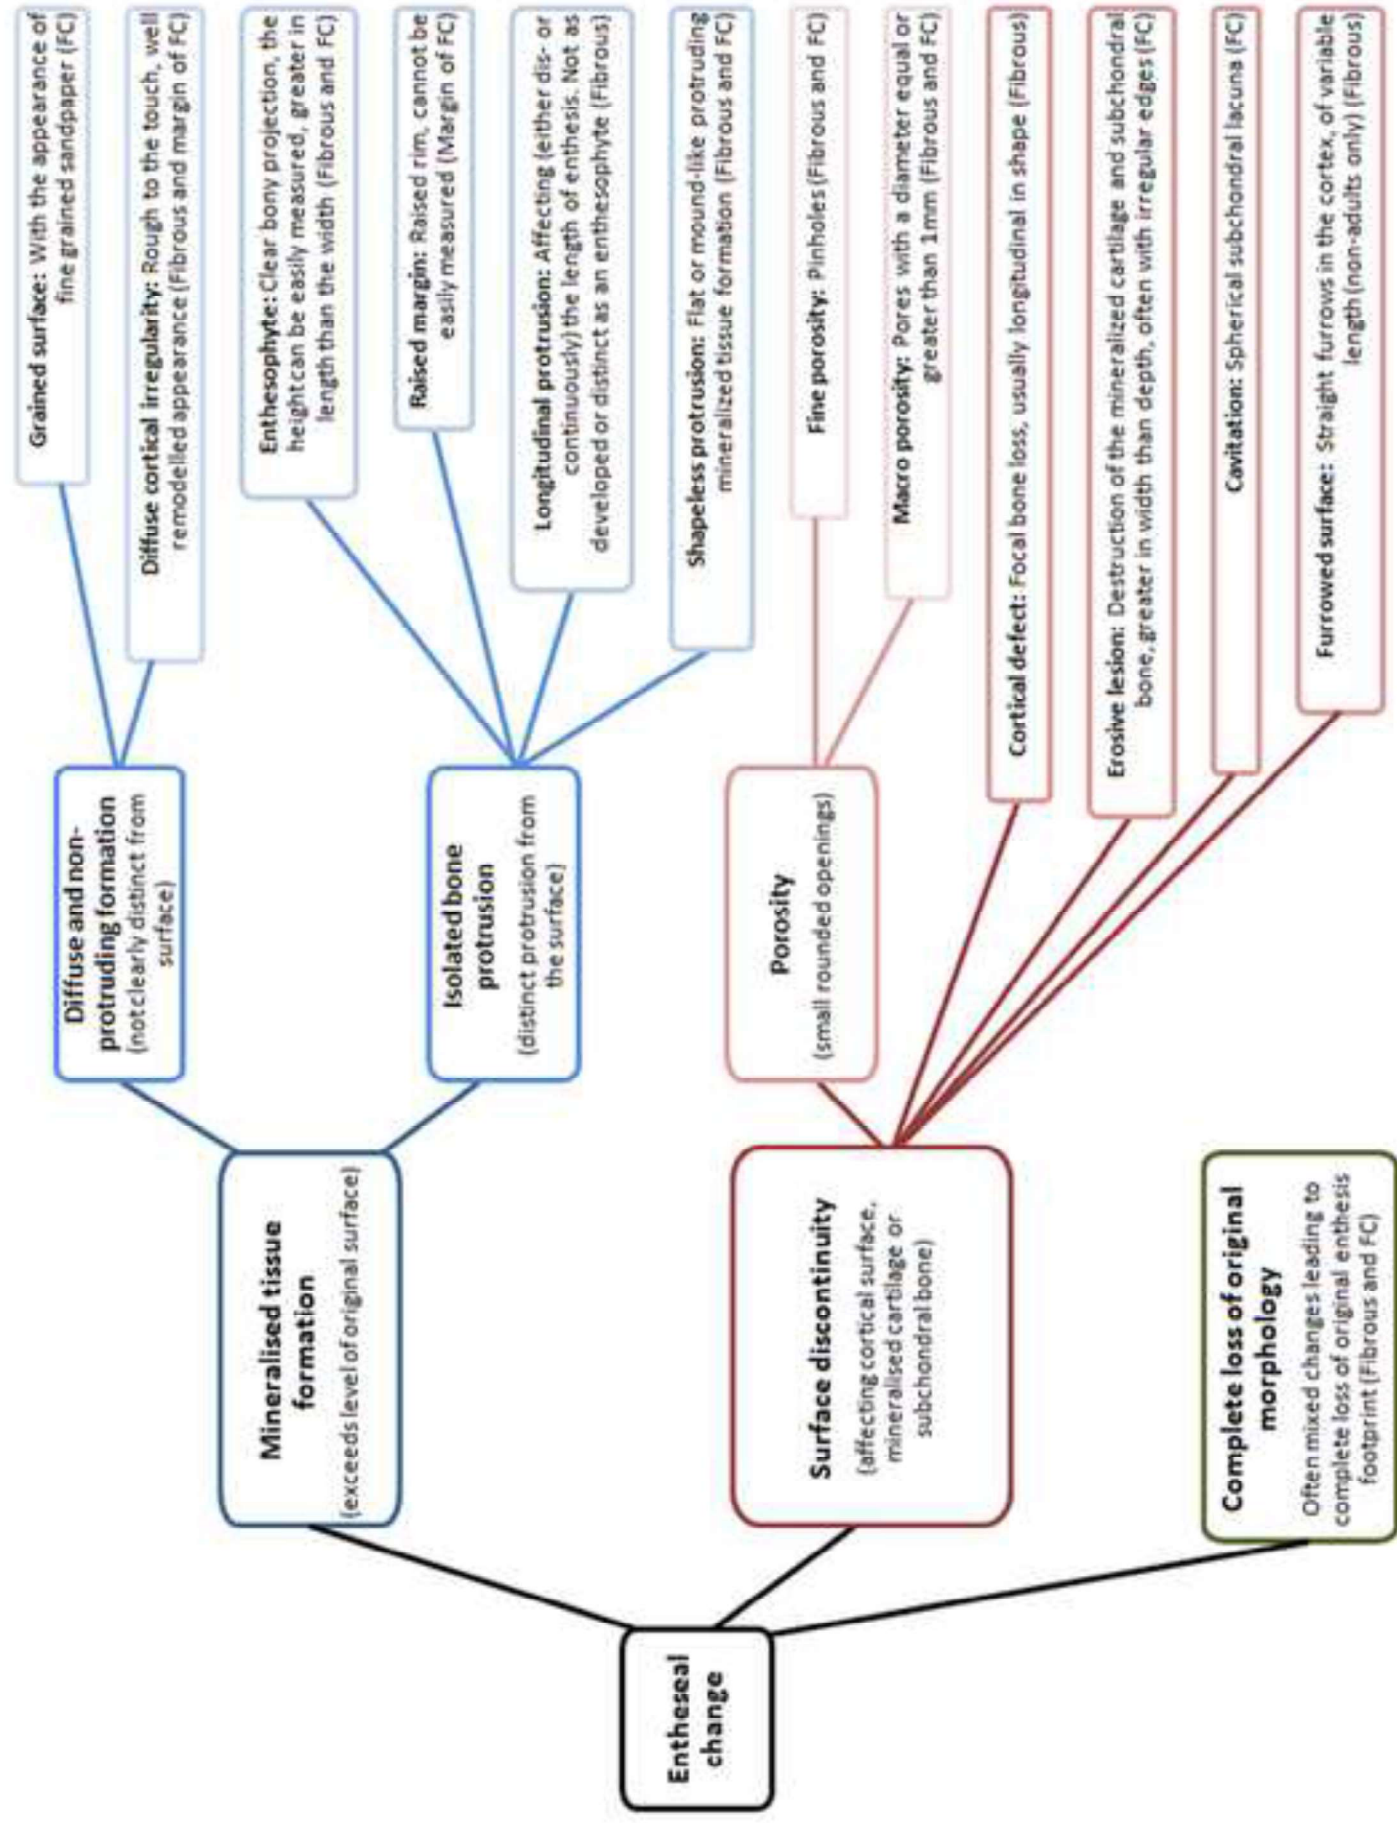 Entheseal
change
Mineralised tissue
formation
(exceeds level of original surface)
Diffuse and non-
protruding formation
(not clearly distinct from
surface)
Grained surface: With the appearance of
fine grained sandpaper (FC)
Diffuse cortical irregularity: Rough to the touch, well
remodelled appearance (Fibrous and margin of FC)
Isolated bone
protrusion
(distinct protrusion from
the surface)
Enthesophyte: Clear bony projection, the
height can be easily measured, greater in
length than the width (Fibrous and FC)
Raised margin: Raised rim, cannot be
easily measured (Margin of FC)
Longitudinal protrusion: Affecting (either dis- or
continuously) the length of enthesis. Not as
developed or distinct as an enthesophyte (Fibrous)
Shapeless protrusion: Flat or mound-like protruding
mineralized tissue formation (Fibrous and FC)
Surface discontinuity
(affecting cortical surface,
mineralised cartilage or
subchondral bone)
Porosity
(small rounded openings)
Fine porosity: Pinholes (Fibrous and FC)
Macro porosity: Pores with a diameter equal or
greater than 1mm (Fibrous and FC)
Cortical defect: Focal bone loss, usually longitudinal in shape (Fibrous)
Erosive lesion: Destruction of the mineralized cartilage and subchondral
bone, greater in width than depth, often with irregular edges (FC)
Cavitation: Spherical subchondral lacuna (FC)
Furrowed surface: Straight furrows in the cortex, of variable
length (non-adults only) (Fibrous)
Complete loss of original
morphology
Often mixed changes leading to
complete loss of original enthesis
footprint (Fibrous and FC)